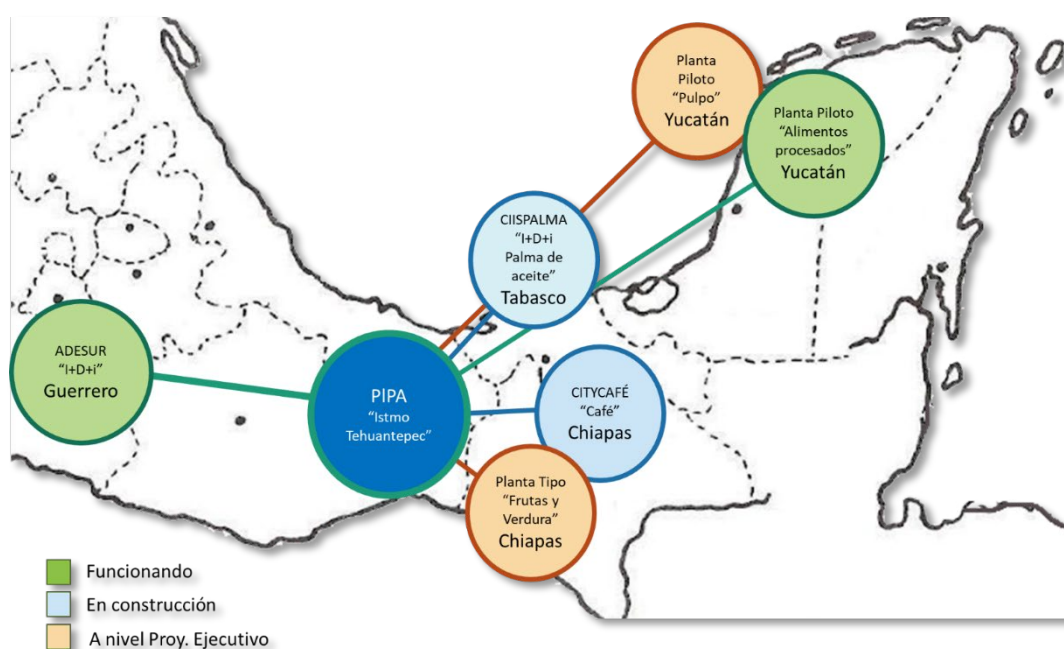 Planta
Piloto
“Pulpo”
Yucatán
Planta Piloto
“Alimentos
procesados”
Yucatán
CIISPALMA
“I+D+i
Palma de
aceite”
Tabasco
ADESUR
“I+D+i”
Guerrero
PIPA
“Istmo
Tehuantepec”
CITYCAFÉ
“Café”
Chiapas
Planta Tipo
“Frutas y
Verdura”
Chiapas
Funcionando
En construcción
A nivel Proy. Ejecutivo